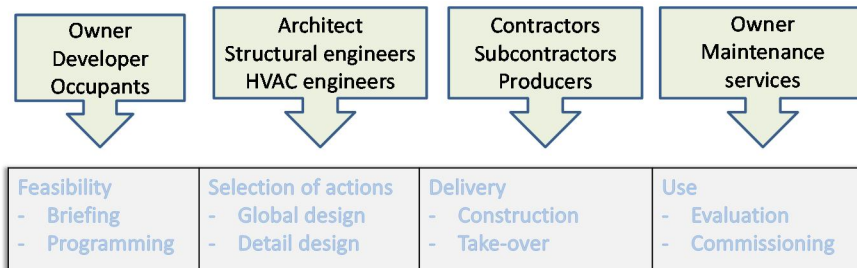 Owner
Developer
Occupants
Architect
Structural engineers
HVAC engineers
Contractors
Subcontractors
Producers
Owner
Maintenance
services
Feasibility
- Briefing
- Programming
Selection of actions
- Global design
- Detail design
Delivery
- Construction
- Take-over
Use
- Evaluation
- Commissioning